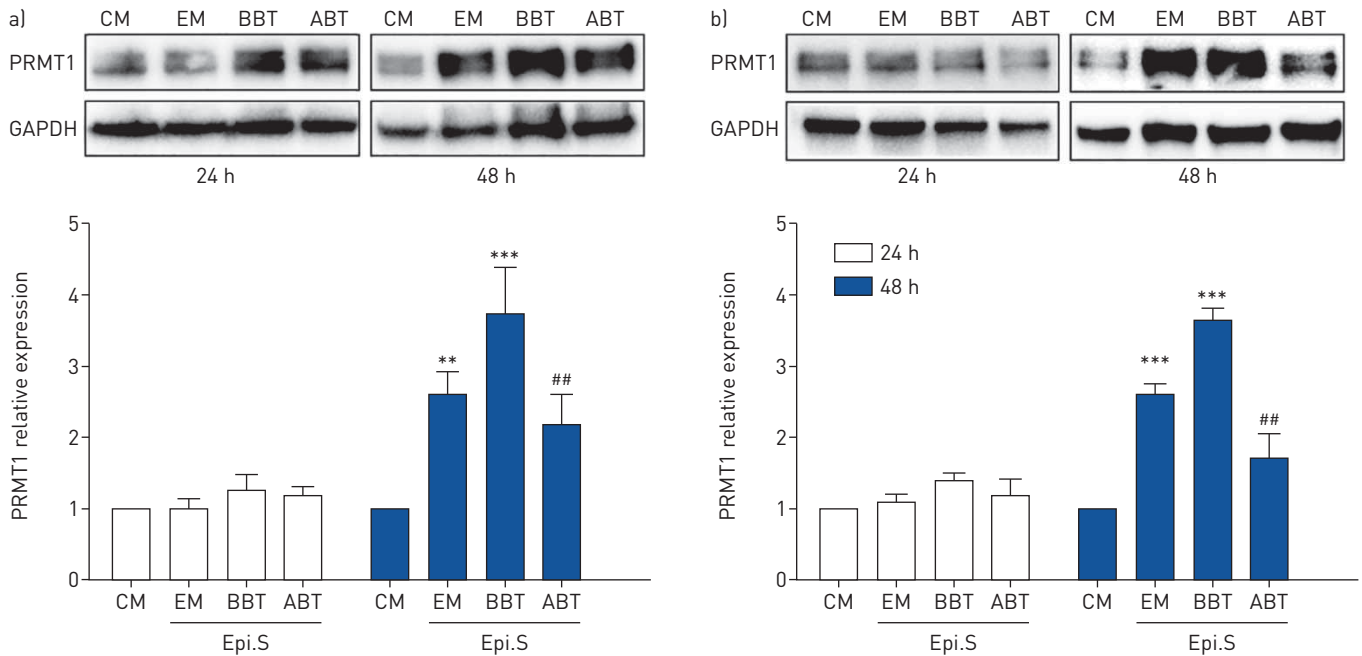 a) CM EM BBT ABT CM EM BBT ABT
PRMT1
GAPDH
24 h 48 h
5
4
3
2
1
0
PRMT1 relative expression
** *** ##
CM EM BBT ABT CM EM BBT ABT
Epi.S Epi.S
b) CM EM BBT ABT CM EM BBT ABT
PRMT1
GAPDH
24 h 48 h
5
4
3
2
1
0
PRMT1 relative expression
24 h
48 h
*** *** ##
CM EM BBT ABT CM EM BBT ABT
Epi.S Epi.S